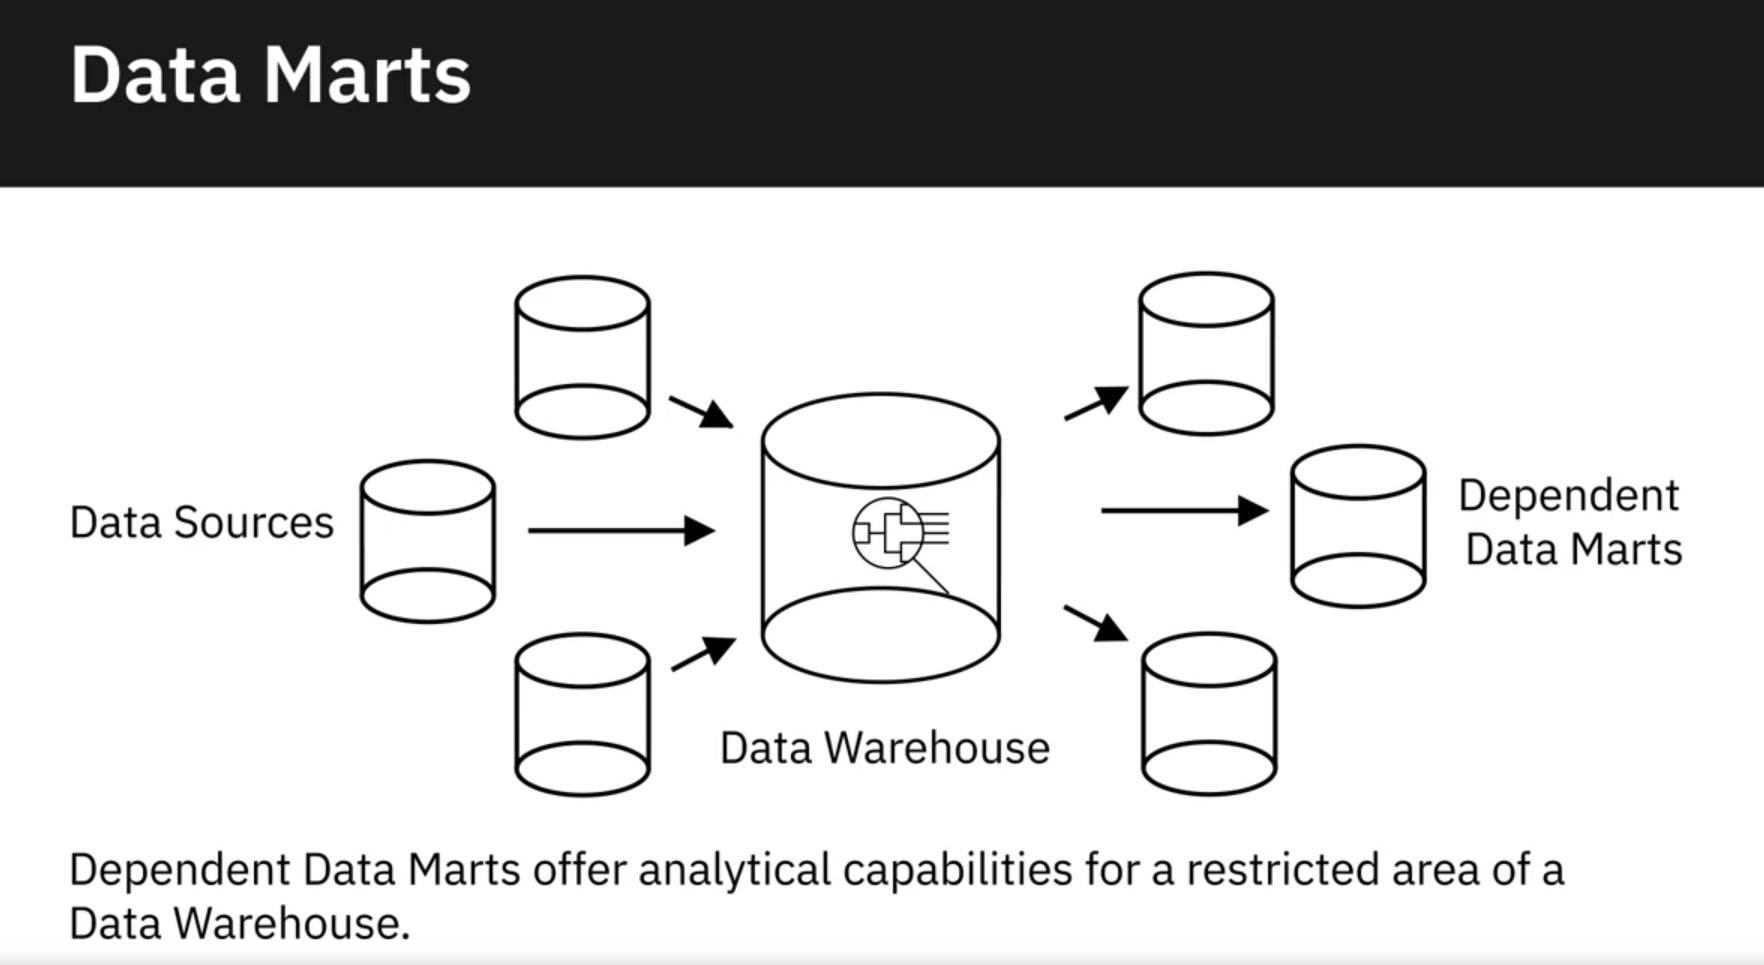 Data Marts
Data Sources
Data Warehouse
Dependent
Data Marts
Dependent Data Marts offer analytical capabilities for a restricted area of a
Data Warehouse.